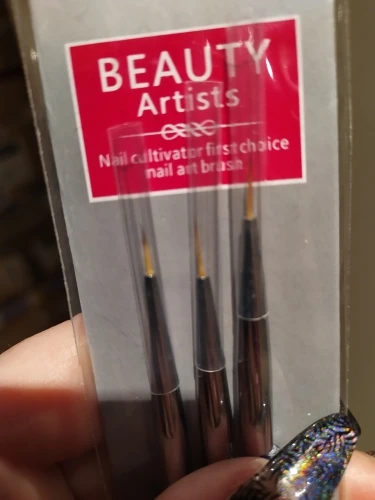 BEAUTY
Artists
Nail cultivator first choice
nail art brush